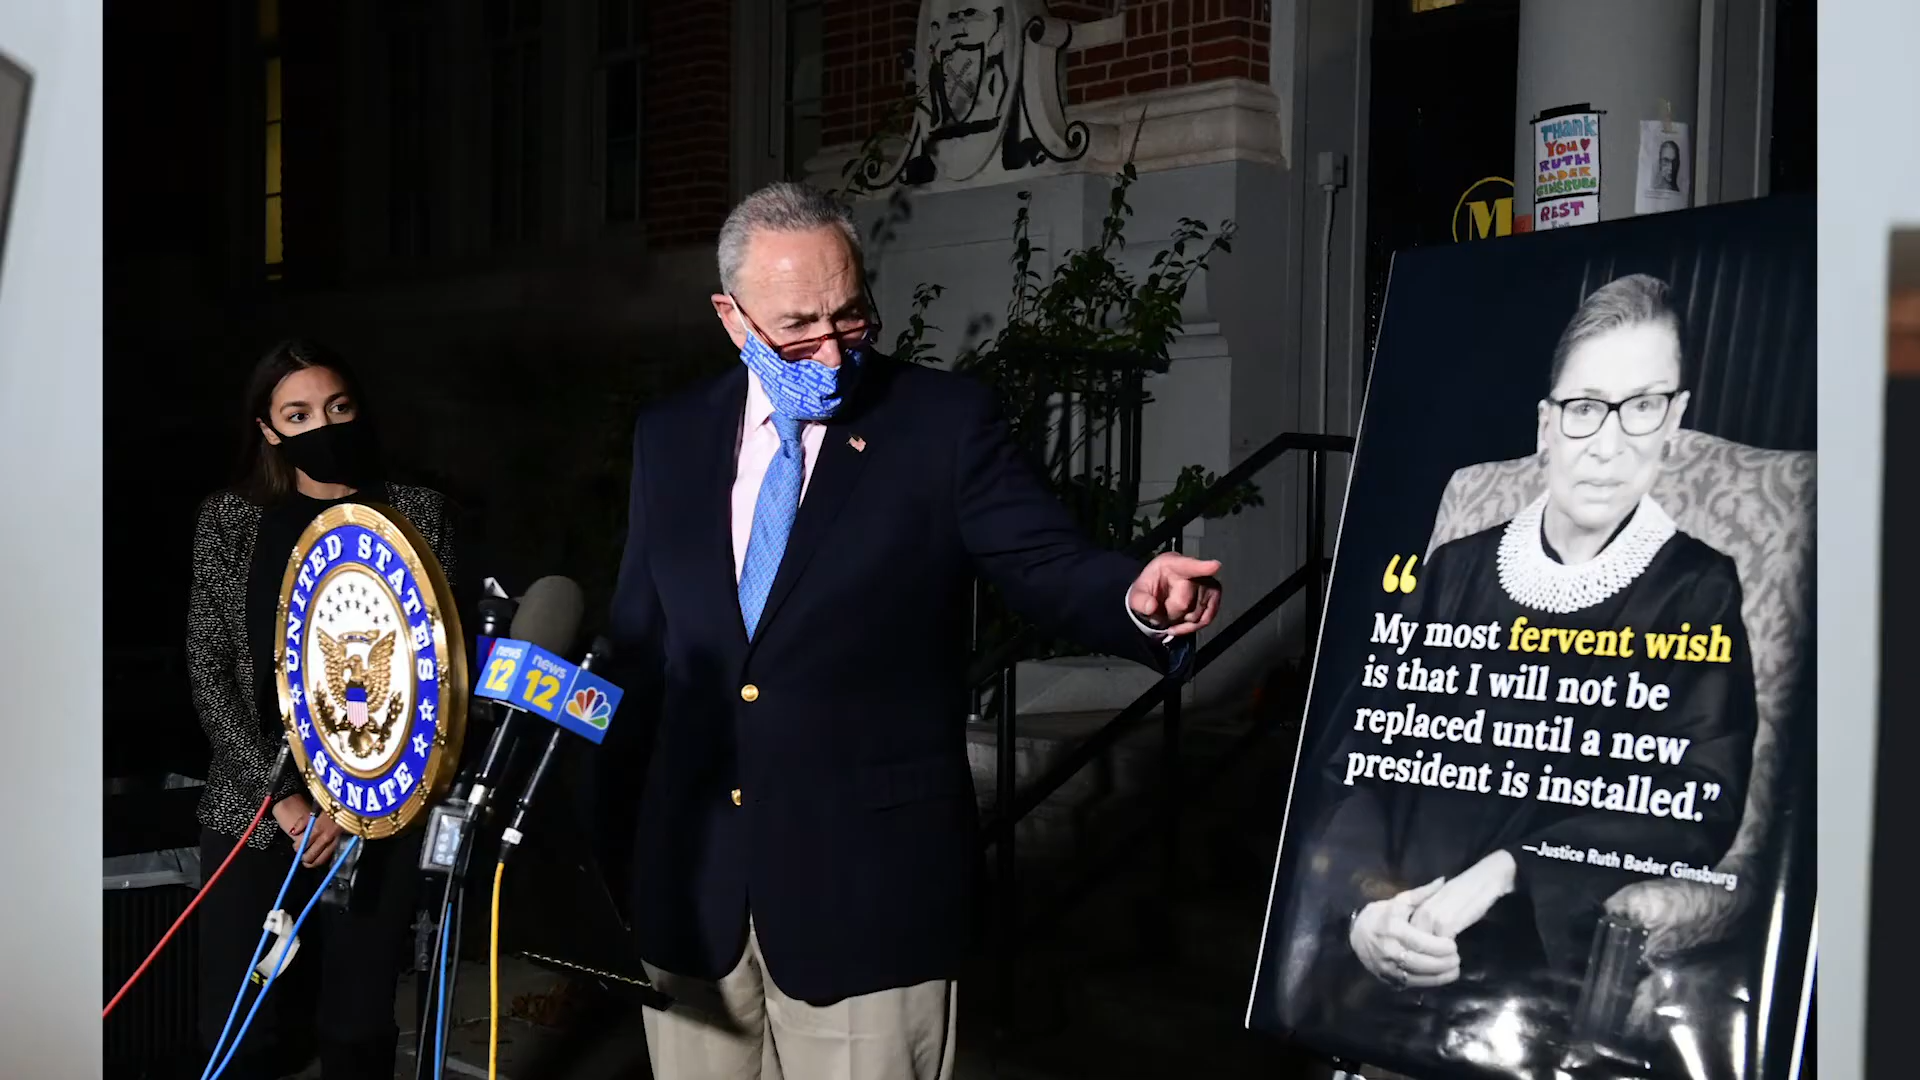 Thank
You
RUTH
BADER
GINSBURG
REST
M
UNITED STATES
SENATE
news
12
news
12
“
My most fervent wish
is that I will not be
replaced until a new
president is installed.”
—Justice Ruth Bader Ginsburg